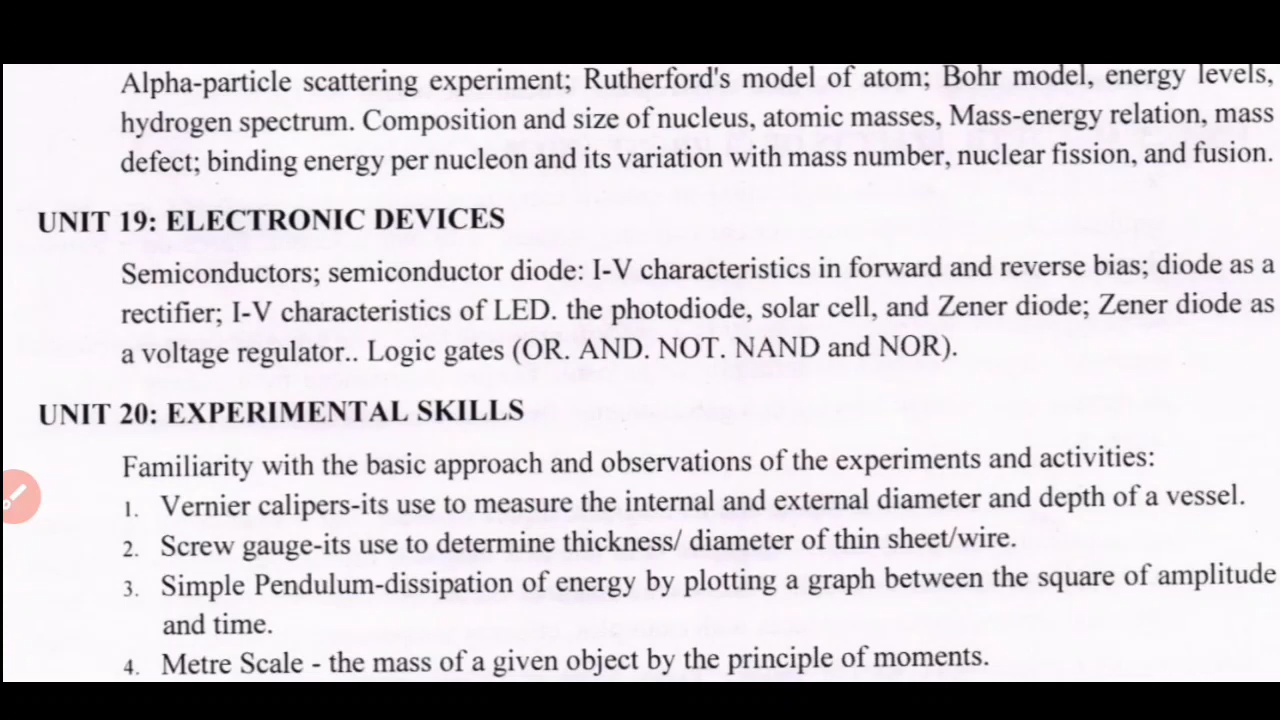 Alpha-particle scattering experiment; Rutherford's model of atom; Bohr model, energy levels,
hydrogen spectrum. Composition and size of nucleus, atomic masses, Mass-energy relation, mass
defect; binding energy per nucleon and its variation with mass number, nuclear fission, and fusion.
UNIT 19: ELECTRONIC DEVICES
Semiconductors; semiconductor diode: I-V characteristics in forward and reverse bias; diode as a
rectifier; I-V characteristics of LED. the photodiode, solar cell, and Zener diode; Zener diode as
a voltage regulator.. Logic gates (OR. AND. NOT. NAND and NOR).
UNIT 20: EXPERIMENTAL SKILLS
Familiarity with the basic approach and observations of the experiments and activities:
1. Vernier calipers-its use to measure the internal and external diameter and depth of a vessel.
2. Screw gauge-its use to determine thickness/ diameter of thin sheet/wire.
3. Simple Pendulum-dissipation of energy by plotting a graph between the square of amplitude
and time.
4. Metre Scale - the mass of a given object by the principle of moments.